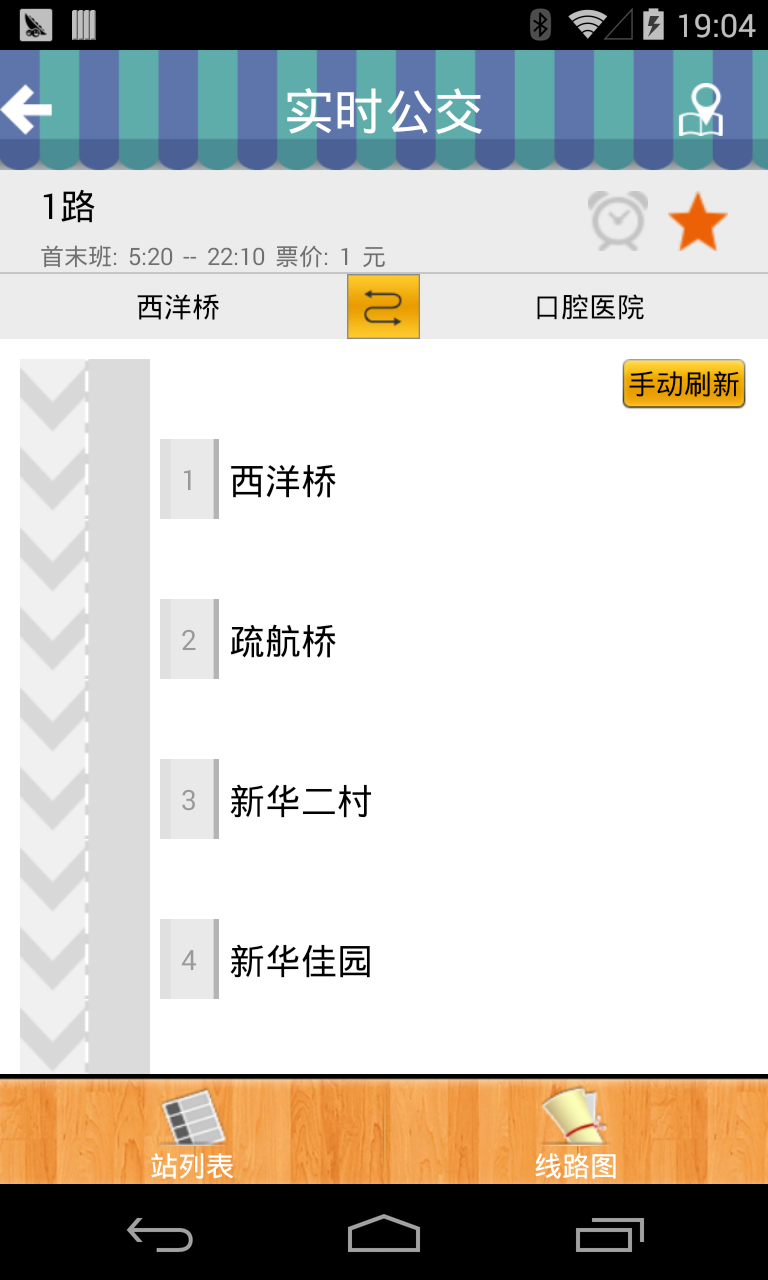 19:04
实时公交
1路
首末班: 5:20 -- 22:10 票价: 1 元
西洋桥
口腔医院
手动刷新
1 西洋桥
2 疏航桥
3 新华二村
4 新华佳园
站列表
线路图